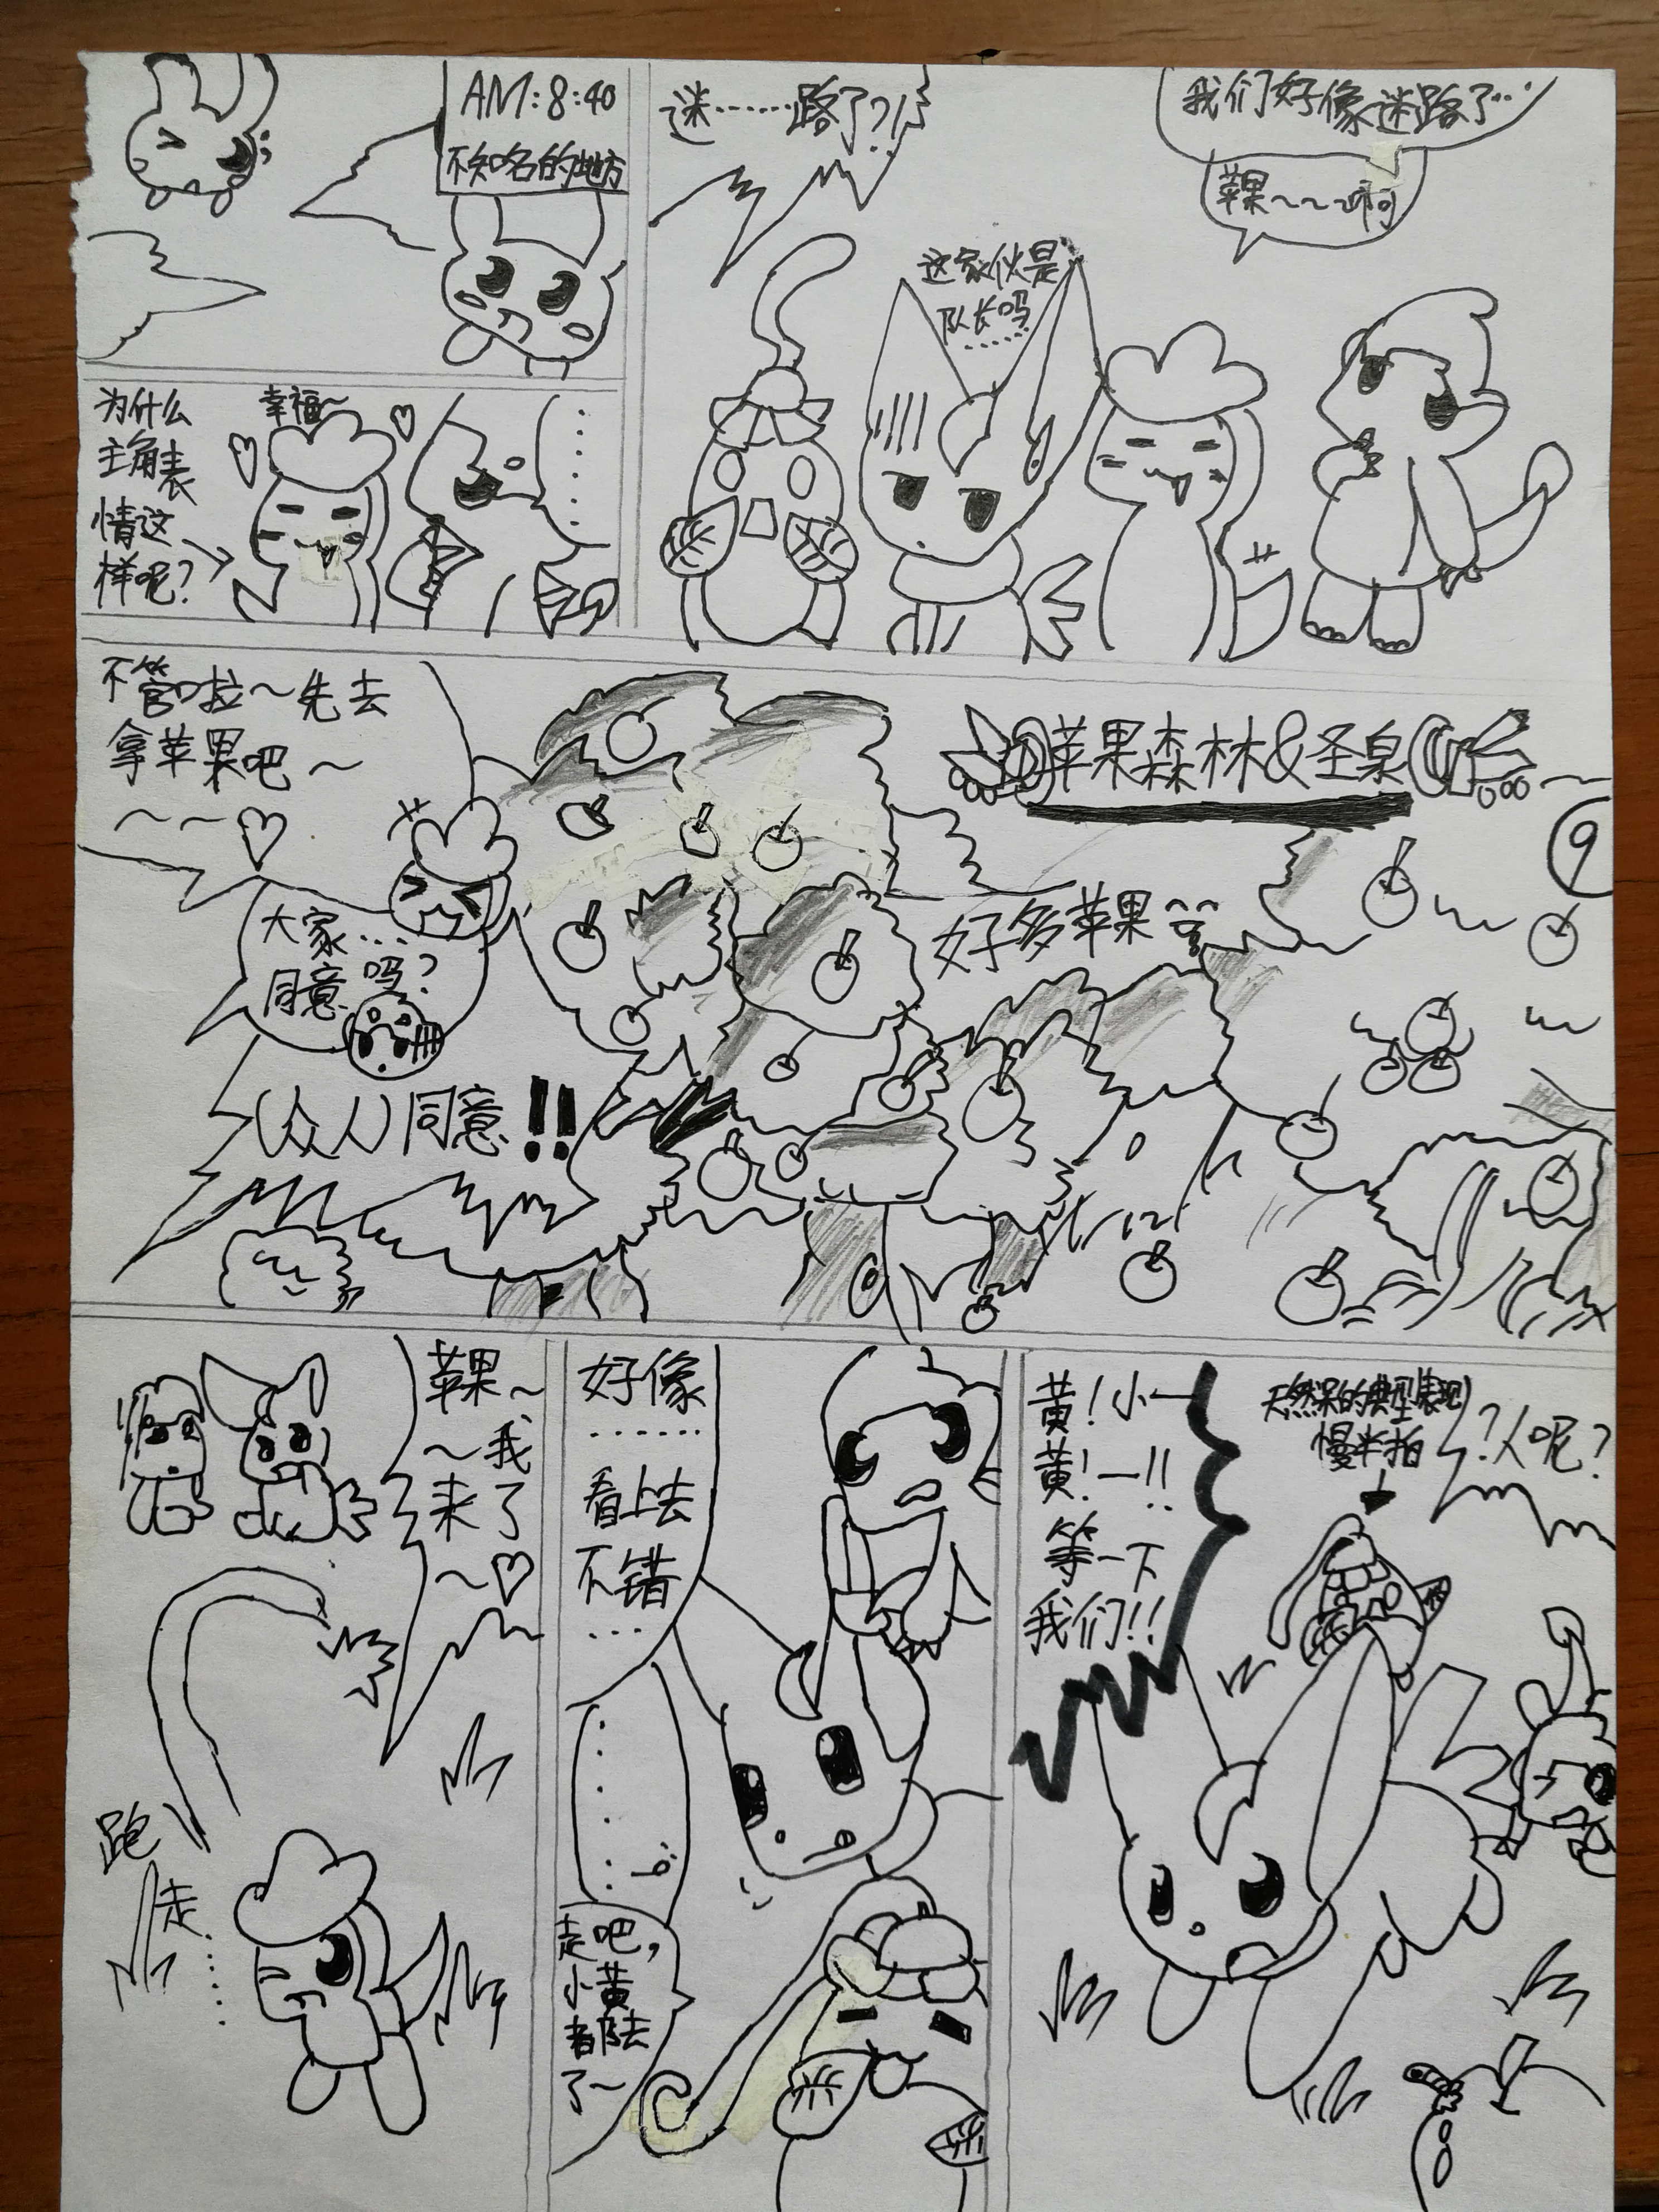 AM:8:40
不知名的地方
迷……路了?!
我们好像迷路了…
苹果~~~啊
这家伙是
队长吗
……
为什么
主角表
情这
样呢?
幸福~
……
不管啦~先去
拿苹果吧~
~~♡
大家…
同意吗?
(众人)同意!!
苹果森林&圣泉
9
好多苹果~~
苹果~
~我
来了
~♡
跑
走
……
好像
……
看上去
不错
…
……
走吧,
小黄
都去
了~
黄!小一
黄!一!!
等一下
我们!!
天然呆的典型表现
慢半拍
?人呢?